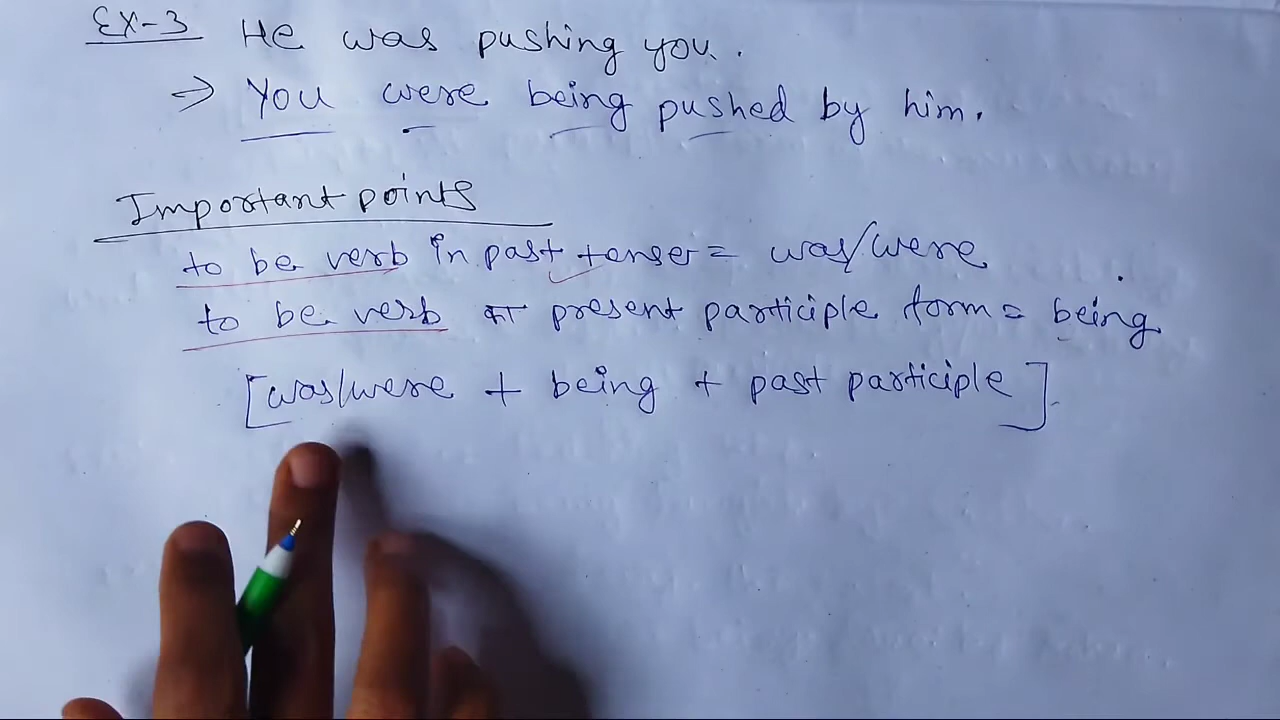 Ex-3 He was pushing you.
→ You were being pushed by him.
Important points
to be verb in past tense = was/were
to be verb का present participle form = being
[was/were + being + past participle]